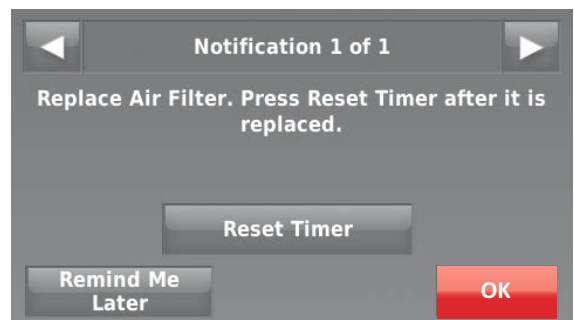 Notification 1 of 1
Replace Air Filter. Press Reset Timer after it is
replaced.
Reset Timer
Remind Me
Later
OK